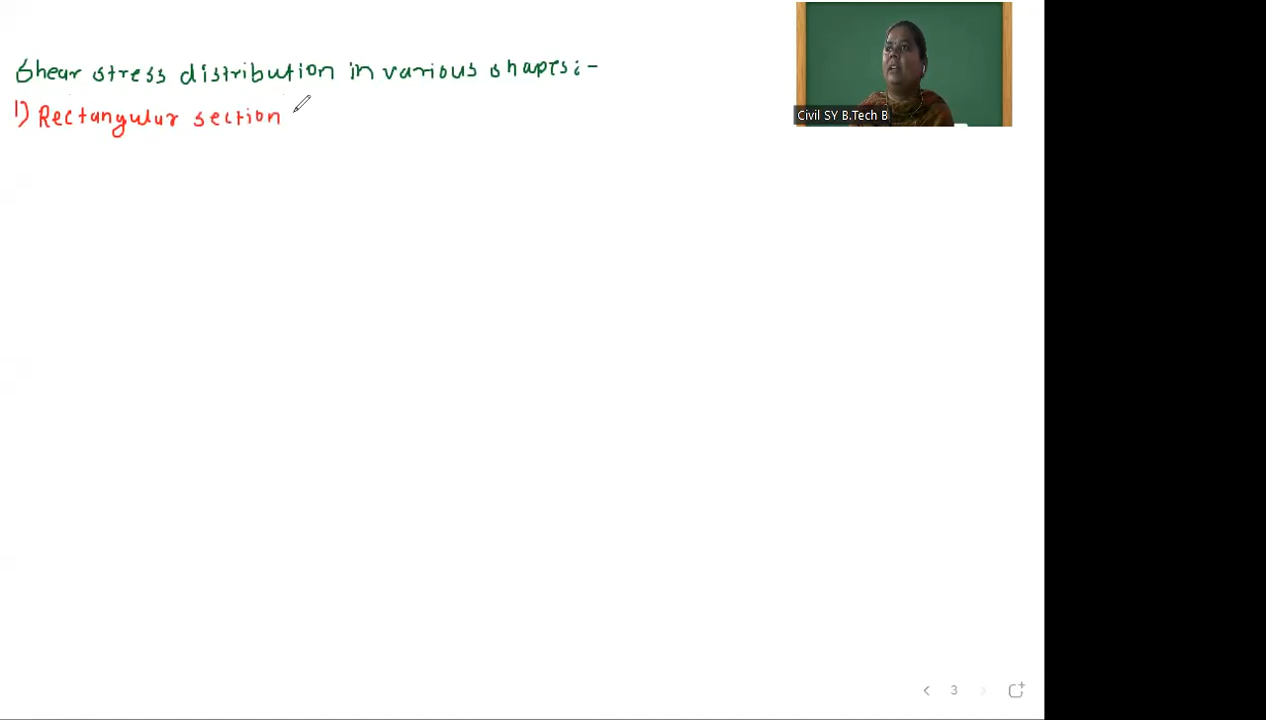 Shear stress distribution in various shapes:-
1) Rectangular section
Civil SY B.Tech B
3